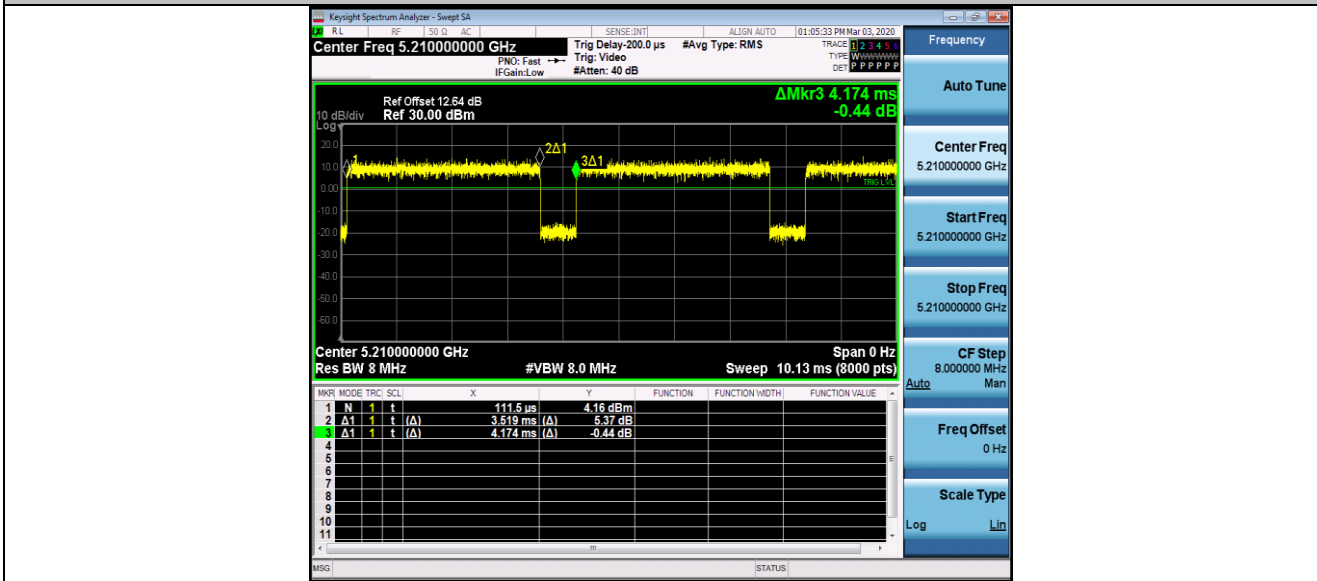 Keysight Spectrum Analyzer - Swept SA
RL RF 50 Ω AC SENSE:INT ALIGN AUTO 01:05:33 PM Mar 03, 2020
Center Freq 5.210000000 GHz
PNO: Fast
IFGain:Low
Trig Delay-200.0 µs #Avg Type: RMS
Trig: Video
#Atten: 40 dB
TRACE 1 2 3 4 5 6
TYPE WWWWWW
DET P P P P P P
Ref Offset 12.64 dB
10 dB/div Ref 30.00 dBm
Log
ΔMkr3 4.174 ms
-0.44 dB
20.0
10.0
0.00
-10.0
-20.0
-30.0
-40.0
-50.0
-60.0
1
2Δ1
3Δ1
TRIG LVL
Center 5.210000000 GHz Span 0 Hz
Res BW 8 MHz #VBW 8.0 MHz Sweep 10.13 ms (8000 pts)
MKR MODE TRC SCL X Y FUNCTION FUNCTION WIDTH FUNCTION VALUE
1 N 1 t 111.5 µs 4.16 dBm
2 Δ1 1 t (Δ) 3.519 ms (Δ) 5.37 dB
3 Δ1 1 t (Δ) 4.174 ms (Δ) -0.44 dB
4
5
6
7
8
9
10
11
MSG STATUS
Frequency
Auto Tune
Center Freq
5.210000000 GHz
Start Freq
5.210000000 GHz
Stop Freq
5.210000000 GHz
CF Step
8.000000 MHz
Auto Man
Freq Offset
0 Hz
Scale Type
Log Lin